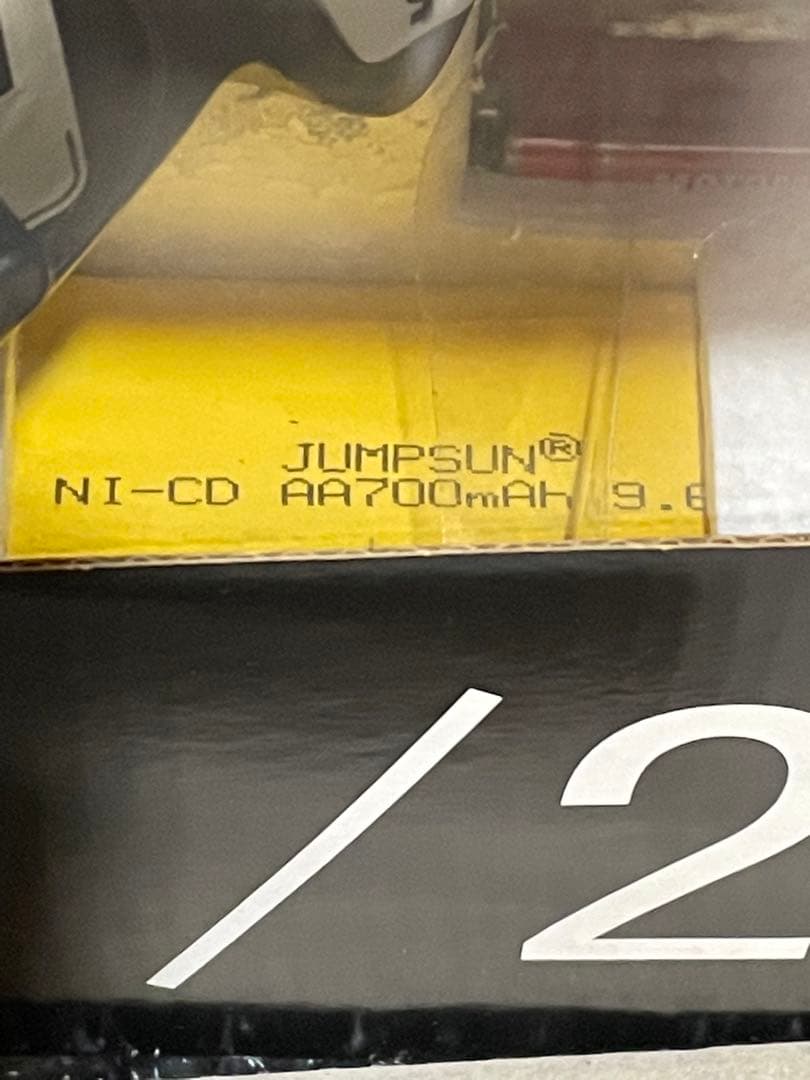 JUMPSUN®
NI-CD AA700mAh 9.6
/2